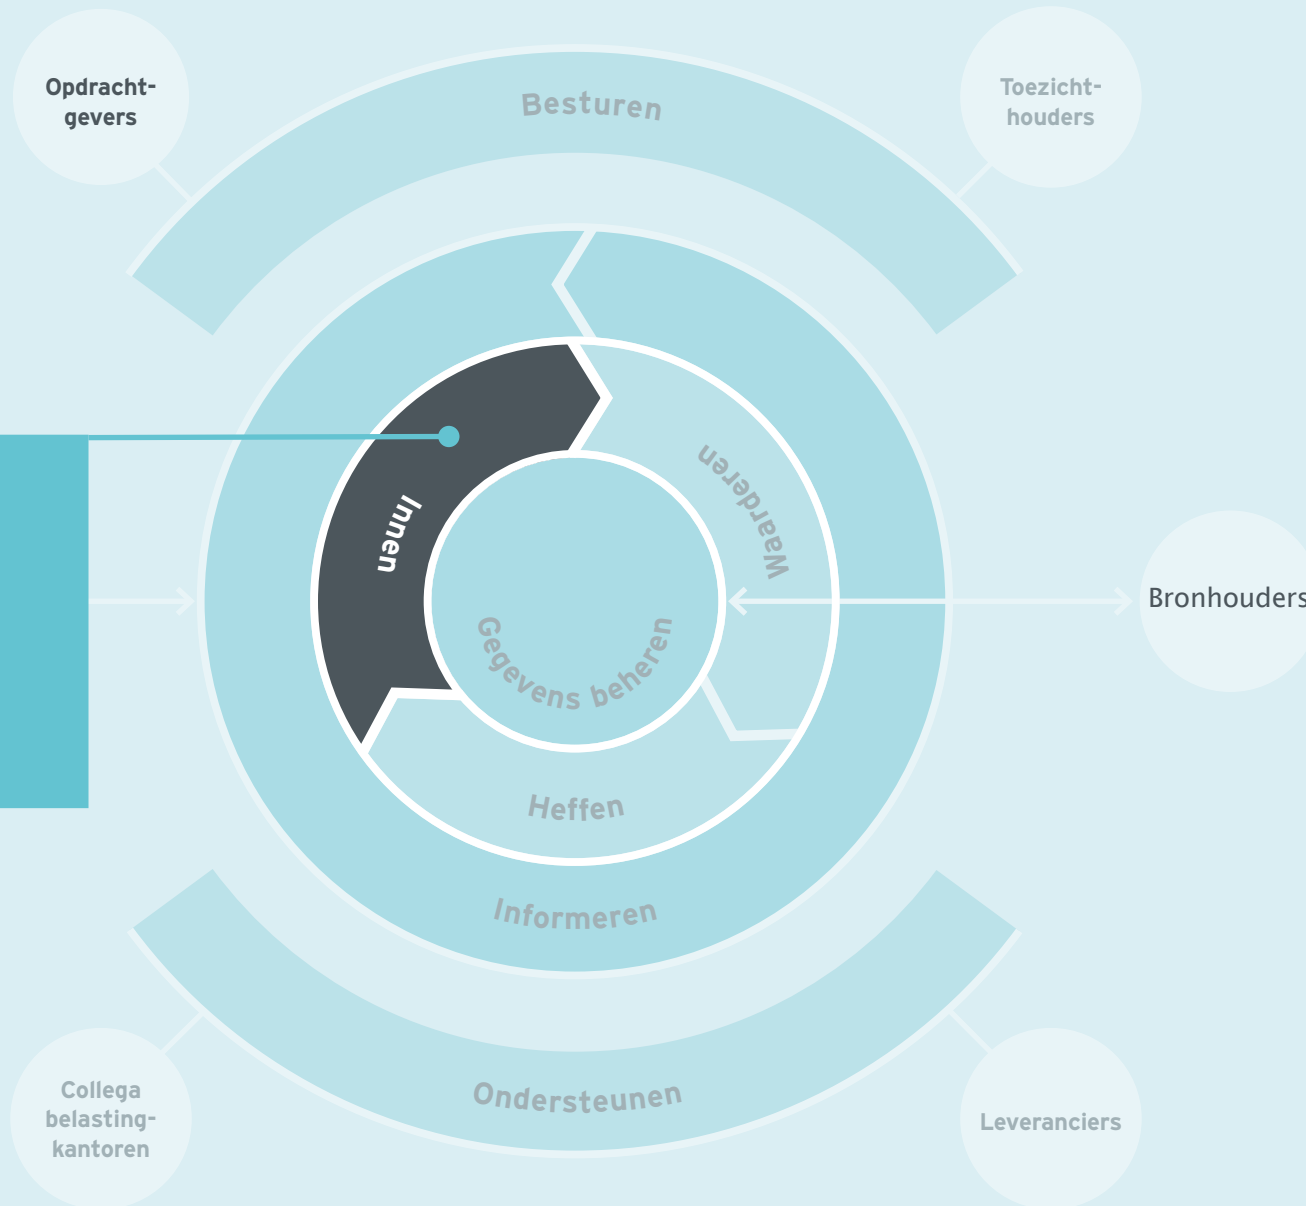 Opdracht-
gevers
Toezicht-
houders
Besturen
Waarderen
Innen
Bronhouders
Gegevens beheren
Heffen
Informeren
Ondersteunen
Collega
belasting-
kantoren
Leveranciers